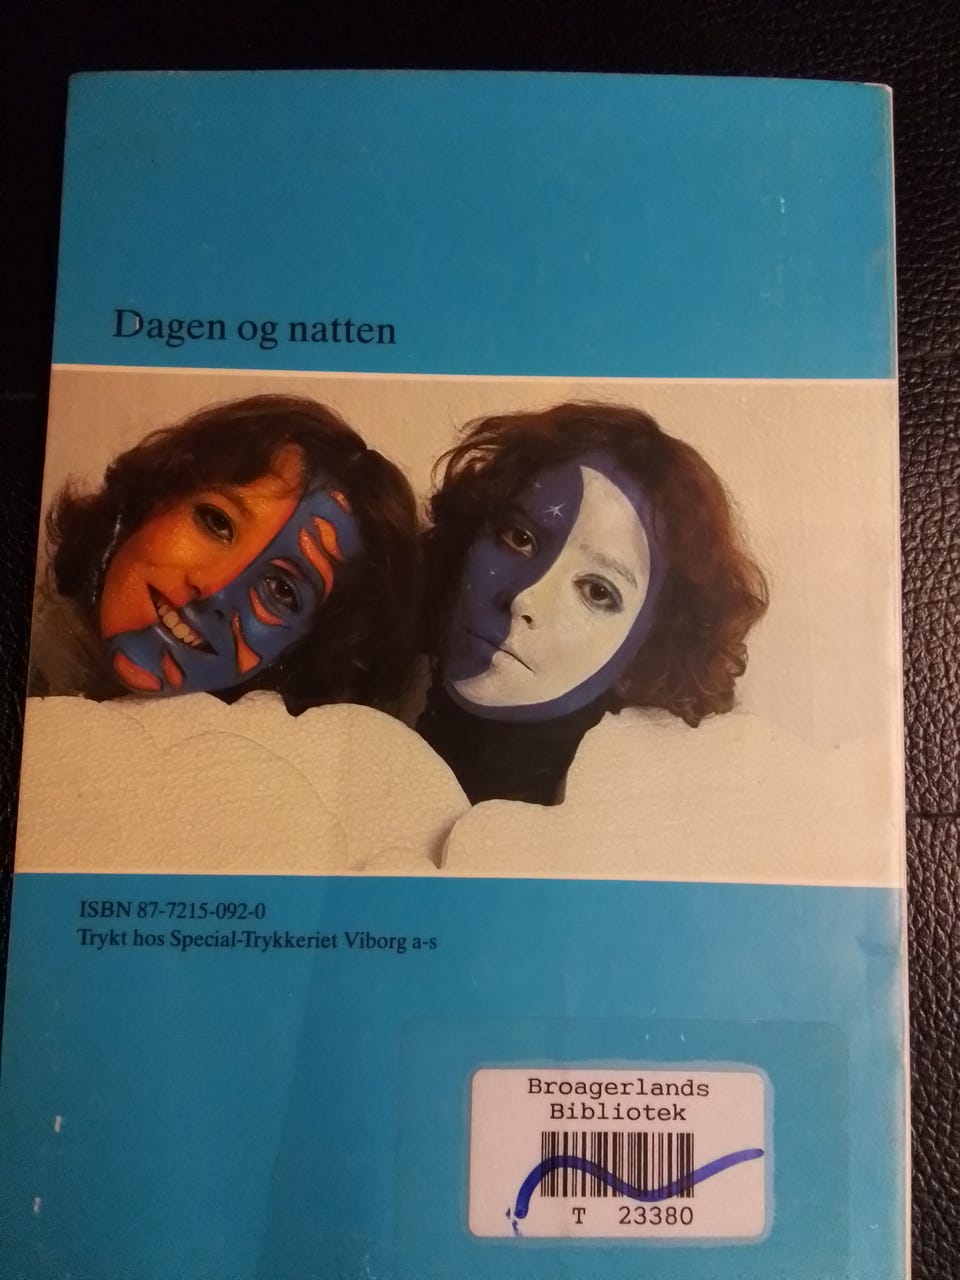 Dagen og natten
ISBN 87-7215-092-0
Trykt hos Special-Trykkeriet Viborg a-s
Broagerlands
Bibliotek
T 23380